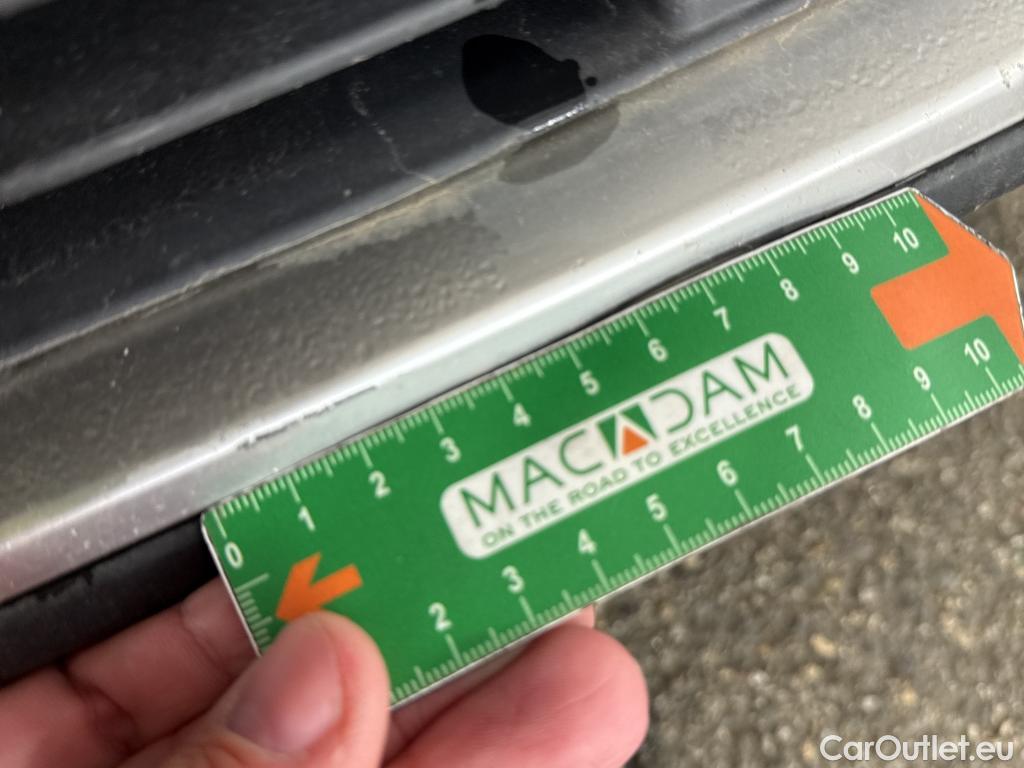 0 1 2 3 4 5 6 7 8 9 10
MACADAM
ON THE ROAD TO EXCELLENCE
2 3 4 5 6 7 8 9 10
CarOutlet.eu